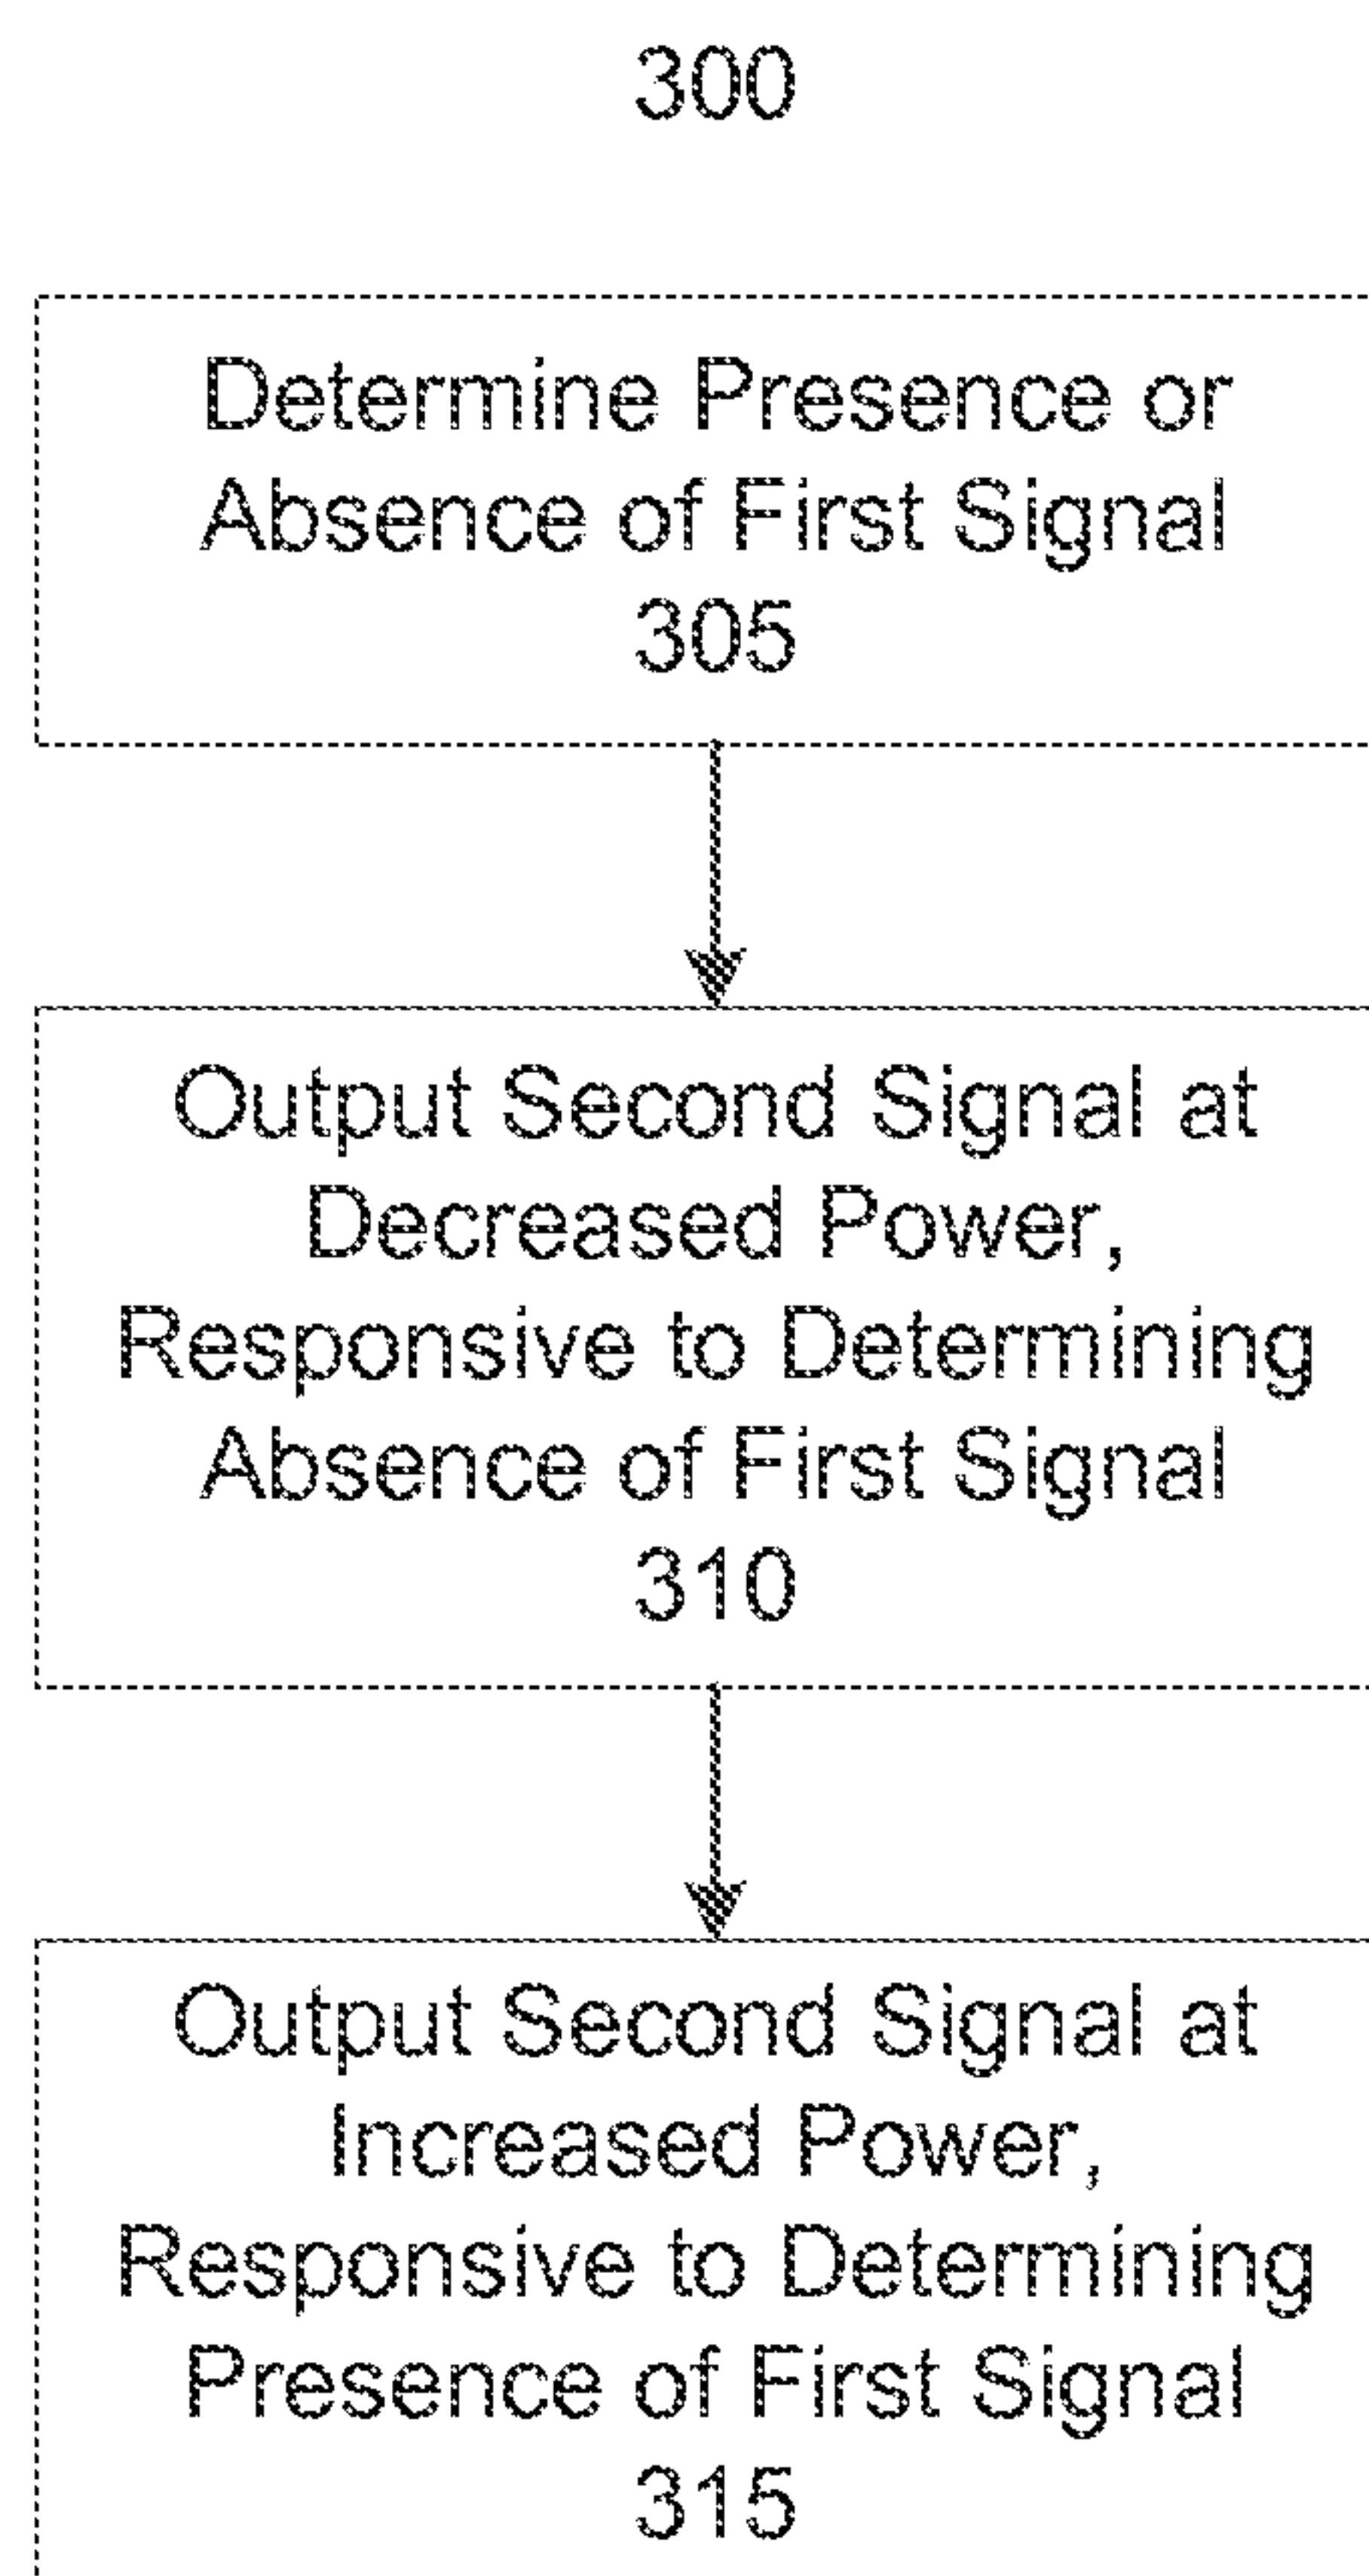 300
Determine Presence or
Absence of First Signal
305
Output Second Signal at
Decreased Power,
Responsive to Determining
Absence of First Signal
310
Output Second Signal at
Increased Power,
Responsive to Determining
Presence of First Signal
315